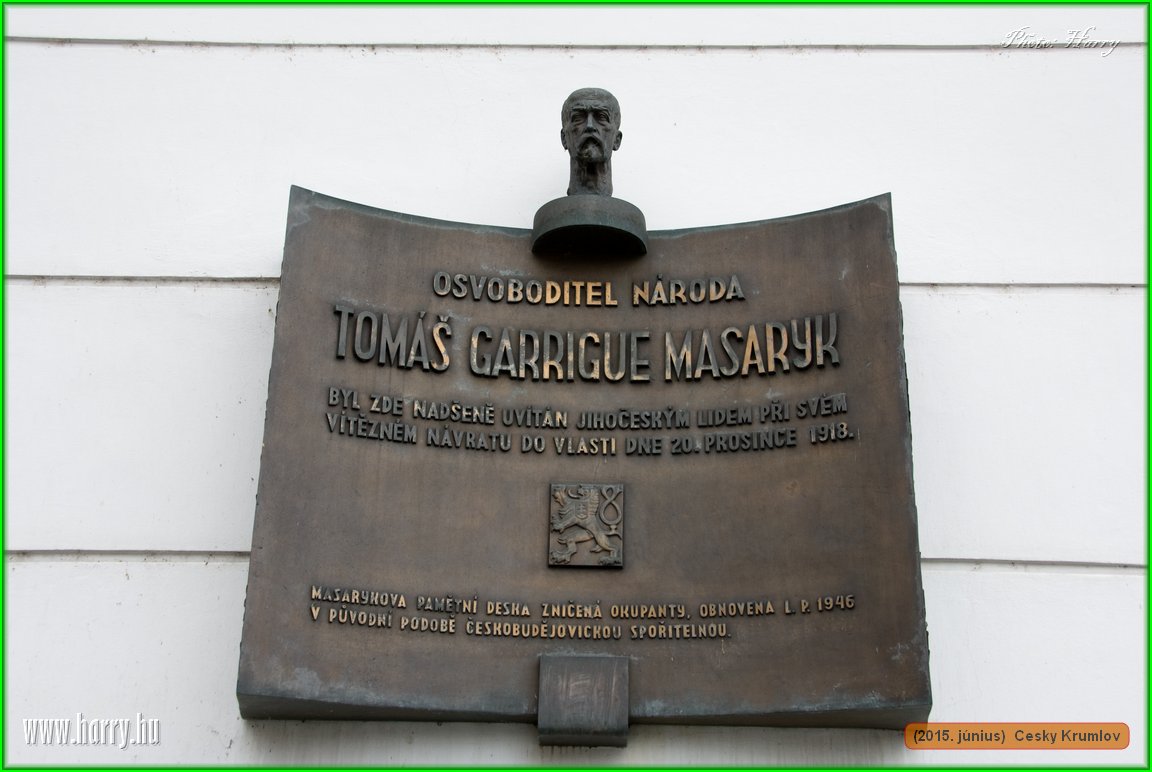 Photo: Harry
OSVOBODITEL NÁRODA
TOMÁŠ GARRIGUE MASARYK
BYL ZDE NADŠENĚ UVÍTÁN JIHOČESKÝM LIDEM PŘI SVÉM
VÍTĚZNÉM NÁVRATU DO VLASTI DNE 20. PROSINCE 1918.
MASARYKOVA PAMĚTNÍ DESKA ZNIČENÁ OKUPANTY, OBNOVENA L. P. 1946
V PŮVODNÍ PODOBĚ ČESKOBUDĚJOVICKOU SPOŘITELNOU.
www.harry.hu
(2015. június) Cesky Krumlov